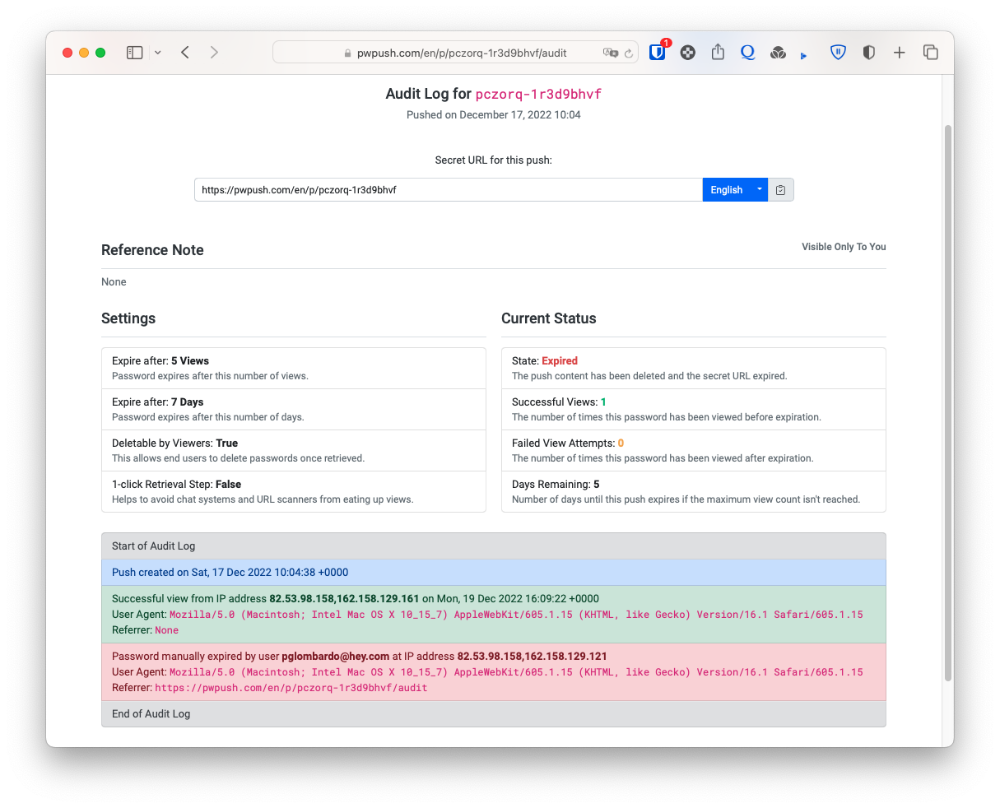 1
pwpush.com/en/p/pczorq-1r3d9bhvf/audit
Audit Log for pczorq-1r3d9bhvf
Pushed on December 17, 2022 10:04
Secret URL for this push:
https://pwpush.com/en/p/pczorq-1r3d9bhvf English
Reference Note
Visible Only To You
None
Settings
Expire after: 5 Views
Password expires after this number of views.
Expire after: 7 Days
Password expires after this number of days.
Deletable by Viewers: True
This allows end users to delete passwords once retrieved.
1-click Retrieval Step: False
Helps to avoid chat systems and URL scanners from eating up views.
Current Status
State: Expired
The push content has been deleted and the secret URL expired.
Successful Views: 1
The number of times this password has been viewed before expiration.
Failed View Attempts: 0
The number of times this password has been viewed after expiration.
Days Remaining: 5
Number of days until this push expires if the maximum view count isn't reached.
Start of Audit Log
Push created on Sat, 17 Dec 2022 10:04:38 +0000
Successful view from IP address 82.53.98.158,162.158.129.161 on Mon, 19 Dec 2022 16:09:22 +0000
User Agent: Mozilla/5.0 (Macintosh; Intel Mac OS X 10_15_7) AppleWebKit/605.1.15 (KHTML, like Gecko) Version/16.1 Safari/605.1.15
Referrer: None
Password manually expired by user pglombardo@hey.com at IP address 82.53.98.158,162.158.129.121
User Agent: Mozilla/5.0 (Macintosh; Intel Mac OS X 10_15_7) AppleWebKit/605.1.15 (KHTML, like Gecko) Version/16.1 Safari/605.1.15
Referrer: https://pwpush.com/en/p/pczorq-1r3d9bhvf/audit
End of Audit Log